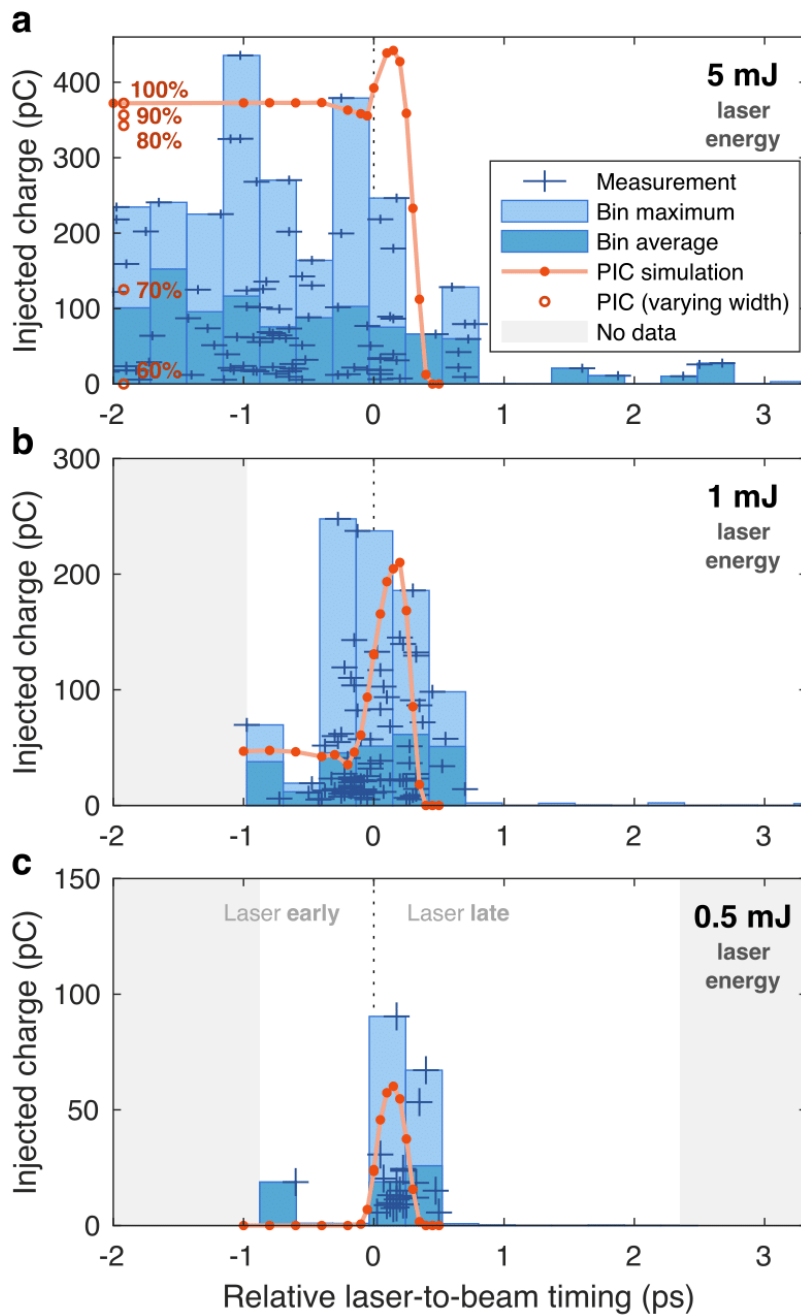 a
Injected charge (pC)
400
300
200
100
0
100%
90%
80%
70%
60%
5 mJ
laser
energy
Measurement
Bin maximum
Bin average
PIC simulation
PIC (varying width)
No data
-2
-1
0
1
2
3
b
Injected charge (pC)
300
200
100
0
1 mJ
laser
energy
-2
-1
0
1
2
3
c
Injected charge (pC)
150
100
50
0
Laser early
Laser late
0.5 mJ
laser
energy
-2
-1
0
1
2
3
Relative laser-to-beam timing (ps)